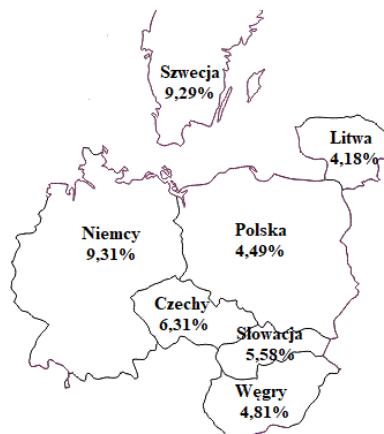 Szwecja
9,29%
Litwa
4,18%
Niemcy
9,31%
Polska
4,49%
Czechy
6,31%
Słowacja
5,58%
Węgry
4,81%